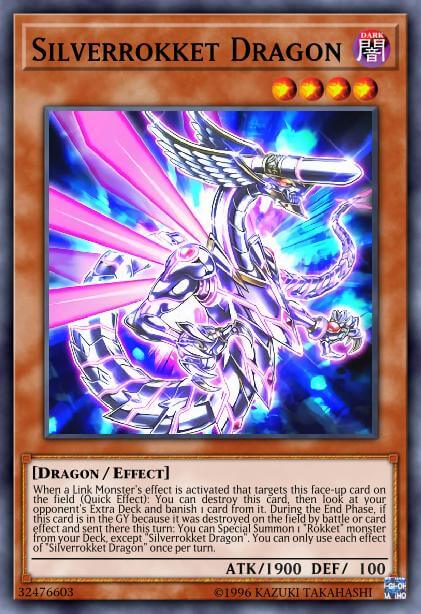 SILVERROKKET DRAGON
DARK
闇
[DRAGON / EFFECT]
When a Link Monster's effect is activated that targets this face-up card on
the field (Quick Effect): You can destroy this card, then look at your
opponent's Extra Deck and banish 1 card from it. During the End Phase, if
this card is in the GY because it was destroyed on the field by battle or card
effect and sent there this turn: You can Special Summon 1 "Rokket" monster
from your Deck, except "Silverrokket Dragon". You can only use each effect
of "Silverrokket Dragon" once per turn.
ATK/1900 DEF/ 100
32476603
©1996 KAZUKI TAKAHASHI